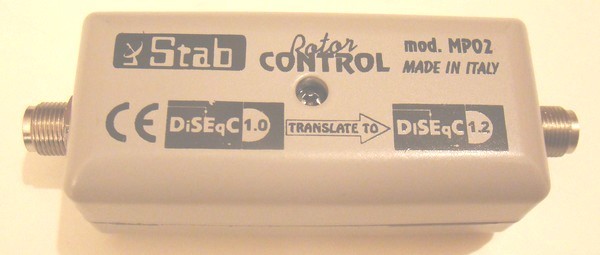 Stab
Rotor
CONTROL
mod. MP02
MADE IN ITALY
CE DiSEqC 1.0 TRANSLATE TO DiSEqC 1.2